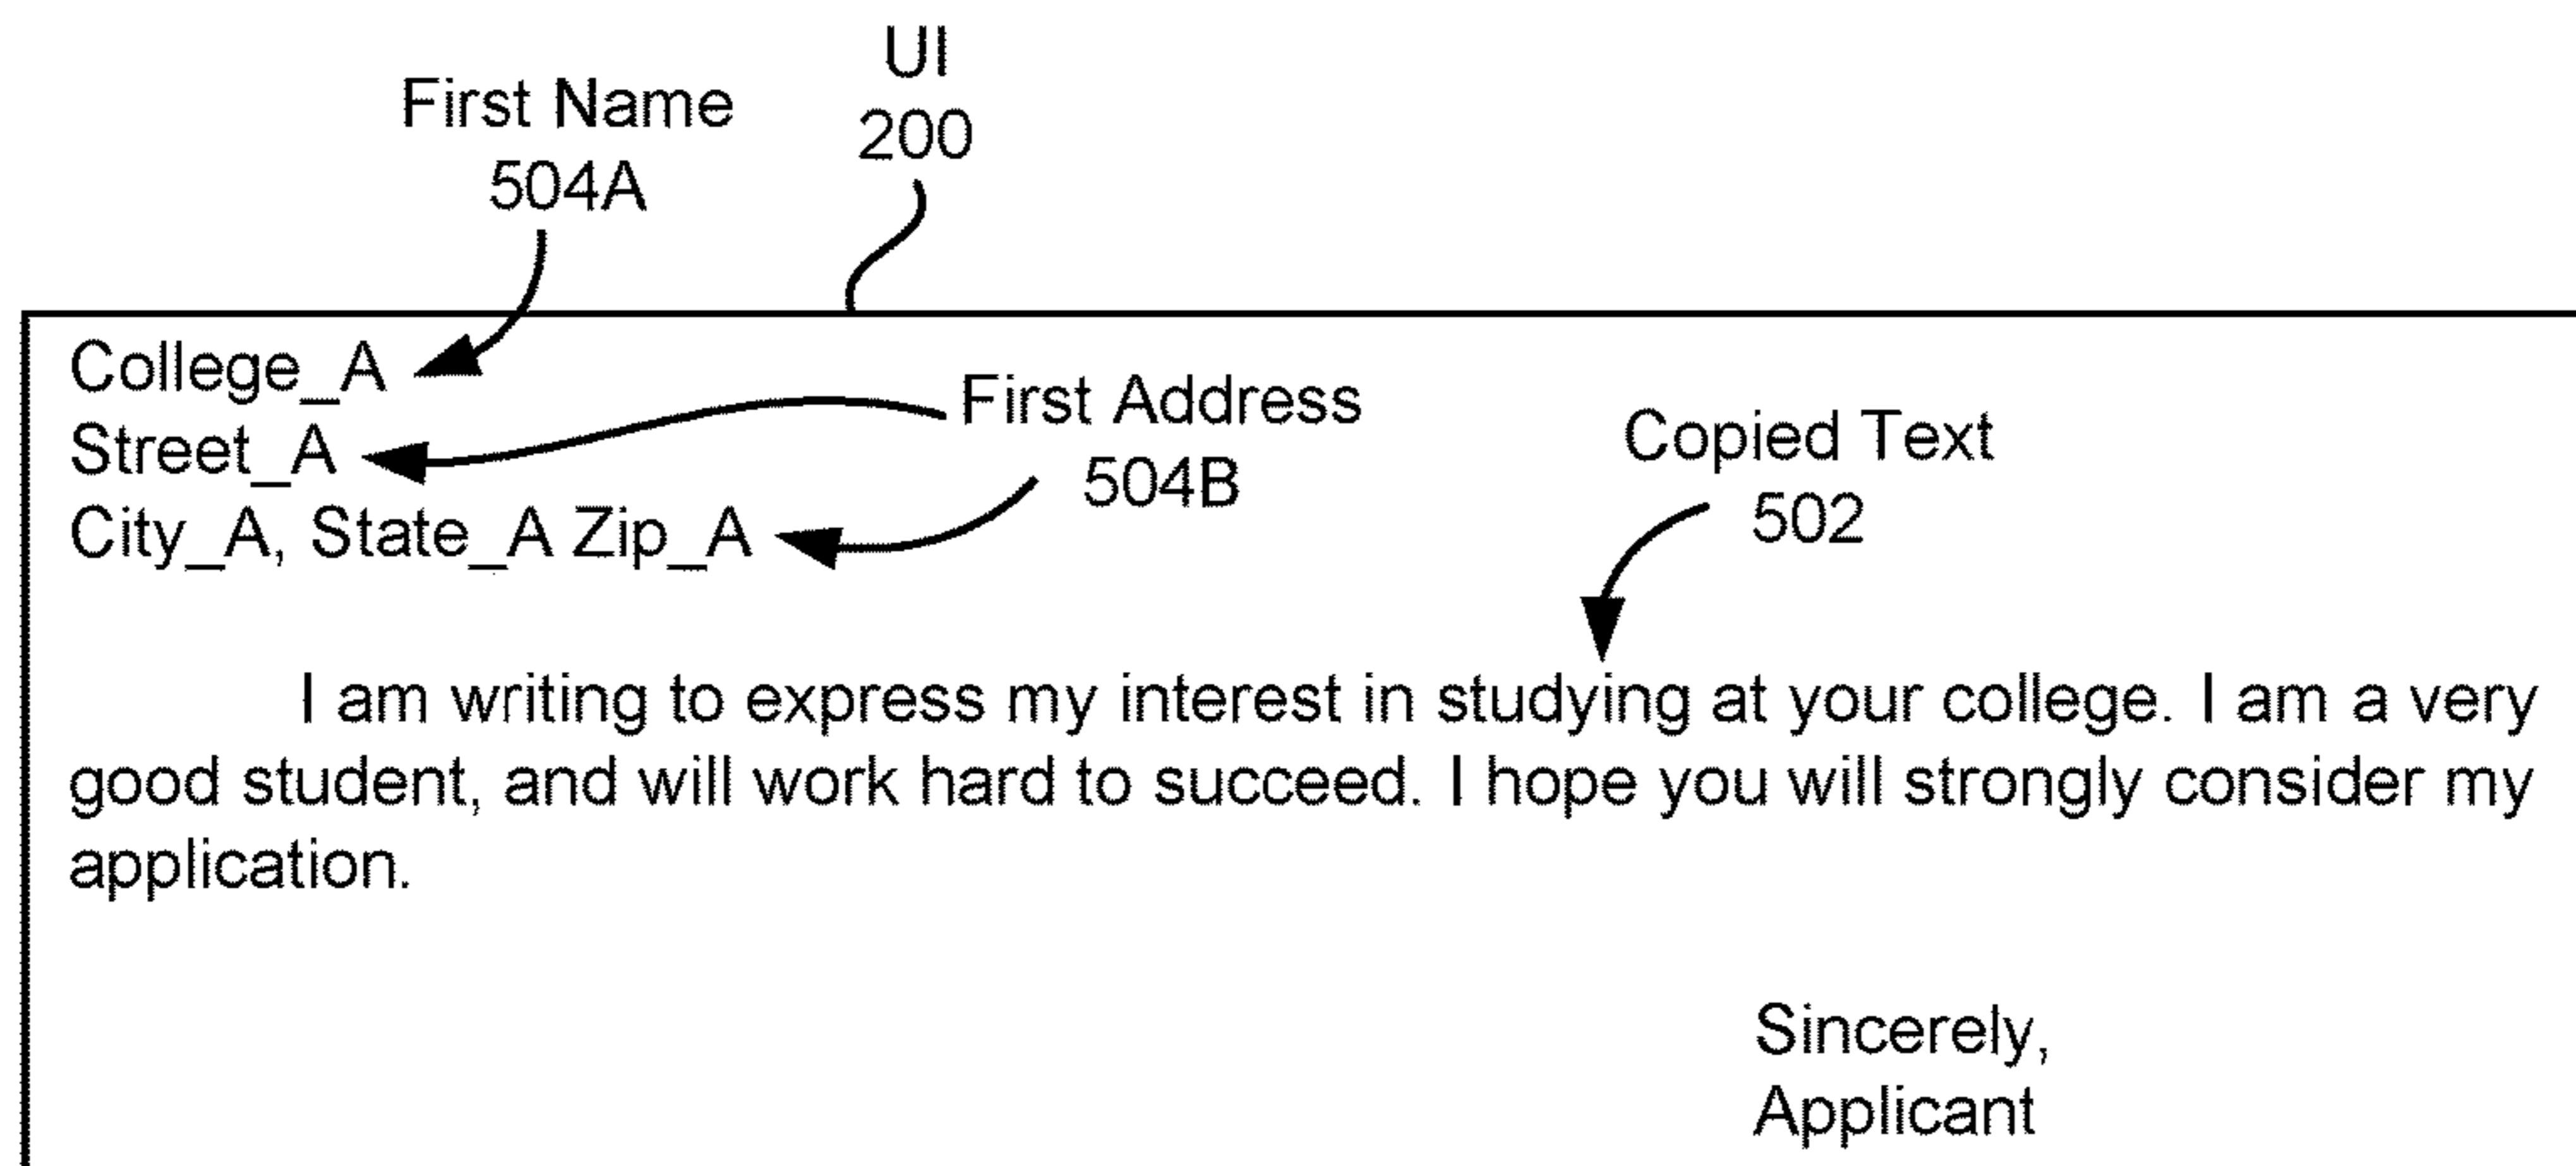 UI
200
First Name
504A
College_A
Street_A
City_A, State_A Zip_A
First Address
504B
Copied Text
502
I am writing to express my interest in studying at your college. I am a very
good student, and will work hard to succeed. I hope you will strongly consider my
application.
Sincerely,
Applicant